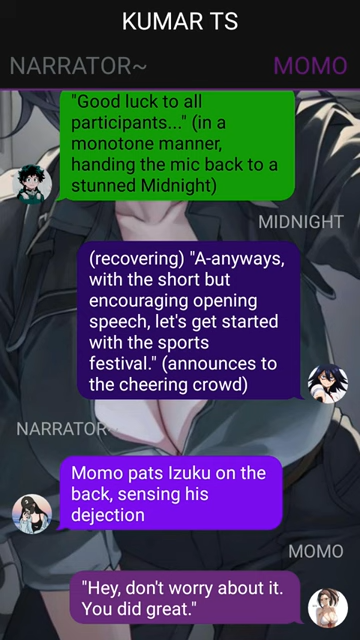 KUMAR TS
NARRATOR~
MOMO
"Good luck to all
participants..." (in a
monotone manner,
handing the mic back to a
stunned Midnight)
MIDNIGHT
(recovering) "A-anyways,
with the short but
encouraging opening
speech, let's get started
with the sports
festival." (announces to
the cheering crowd)
NARRATOR~
Momo pats Izuku on the
back, sensing his
dejection
MOMO
"Hey, don't worry about it.
You did great."